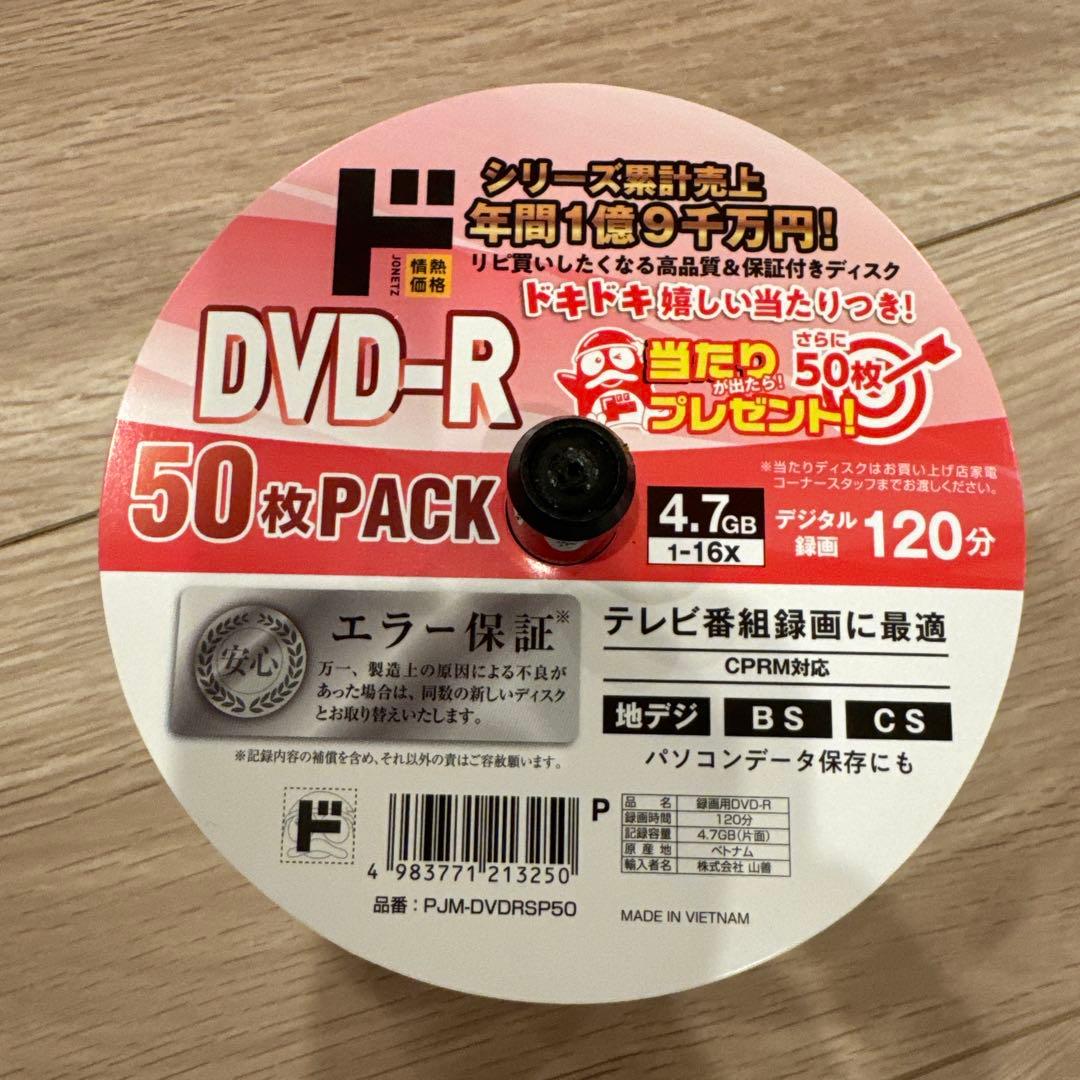 ド
JONETZ
情熱
価格
シリーズ累計売上
年間1億9千万円!
リピ買いしたくなる高品質&保証付きディスク
ドキドキ嬉しい当たりつき!
DVD-R
当たり
が出たら!
さらに
50枚
プレゼント!
ド
50枚PACK
※当たりディスクはお買い上げ店家電
コーナースタッフまでお渡しください。
4.7GB
1-16X
デジタル
録画
120分
安心
エラー保証※
万一、製造上の原因による不良が
あった場合は、同数の新しいディスク
とお取り替えいたします。
※記録内容の補償を含め、それ以外の責はご容赦願います。
テレビ番組録画に最適
CPRM対応
地デジ BS CS
パソコンデータ保存にも
ド
4 983771 213250
品番:PJM-DVDRSP50
P
品名 録画用DVD-R
録画時間 120分
記録容量 4.7GB(片面)
原産地 ベトナム
輸入者名 株式会社 山善
MADE IN VIETNAM